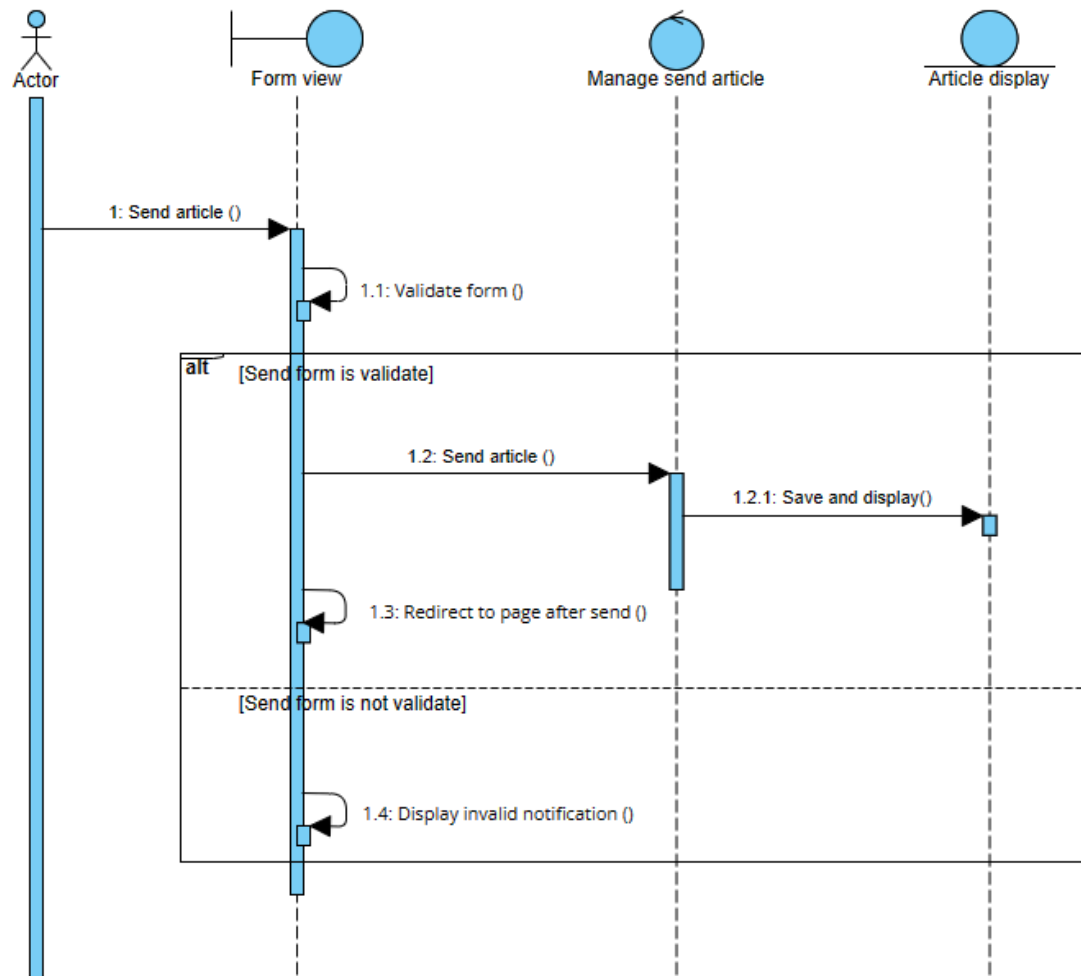 Actor
Form view
Manage send article
Article display
1: Send article ()
1.1: Validate form ()
alt
[Send form is validate]
1.2: Send article ()
1.2.1: Save and display()
1.3: Redirect to page after send ()
[Send form is not validate]
1.4: Display invalid notification ()